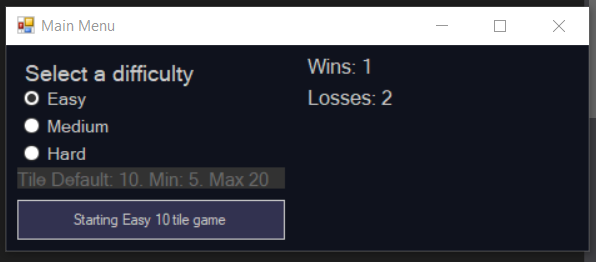 Main Menu
Select a difficulty
Easy
Medium
Hard
Tile Default: 10. Min: 5. Max 20
Starting Easy 10 tile game
Wins: 1
Losses: 2